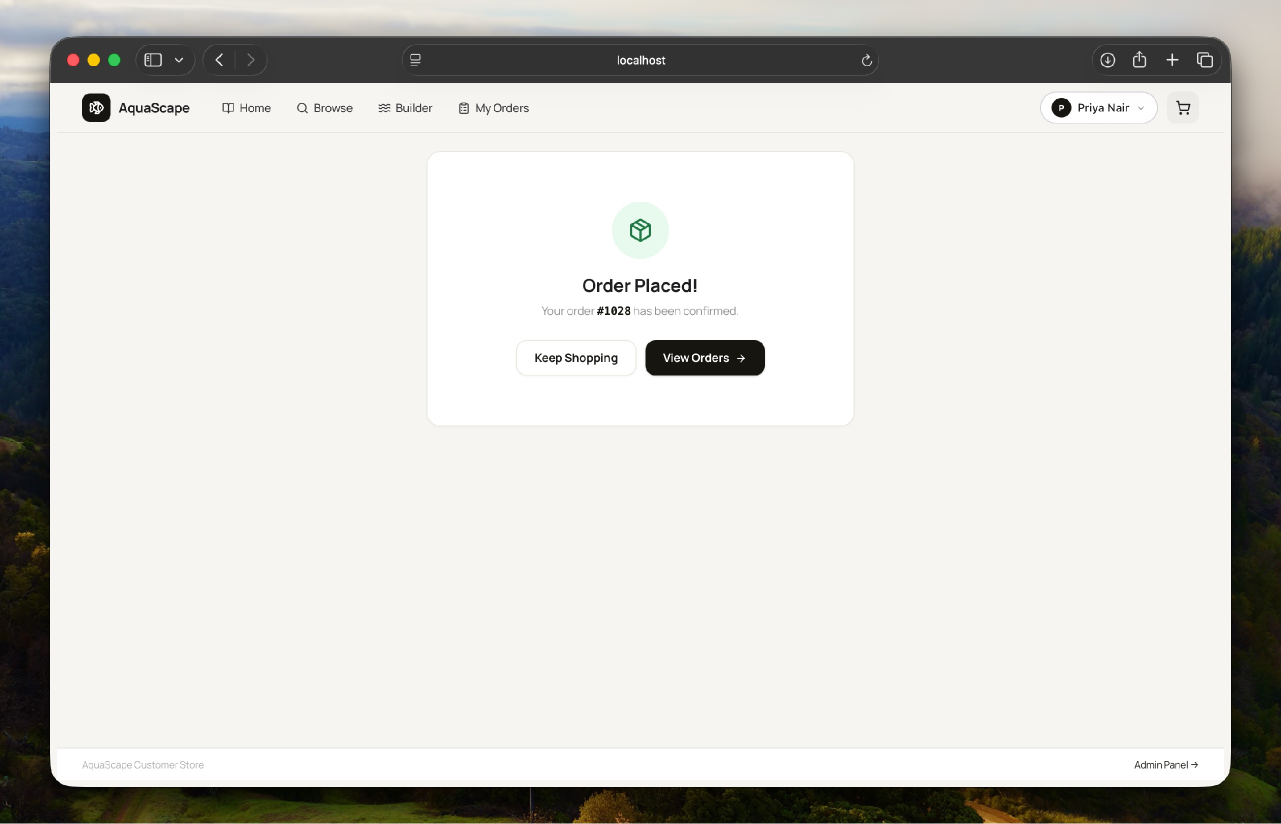 localhost
AquaScape
Home
Browse
Builder
My Orders
P
Priya Nair
Order Placed!
Your order #1028 has been confirmed.
Keep Shopping
View Orders →
AquaScape Customer Store
Admin Panel →